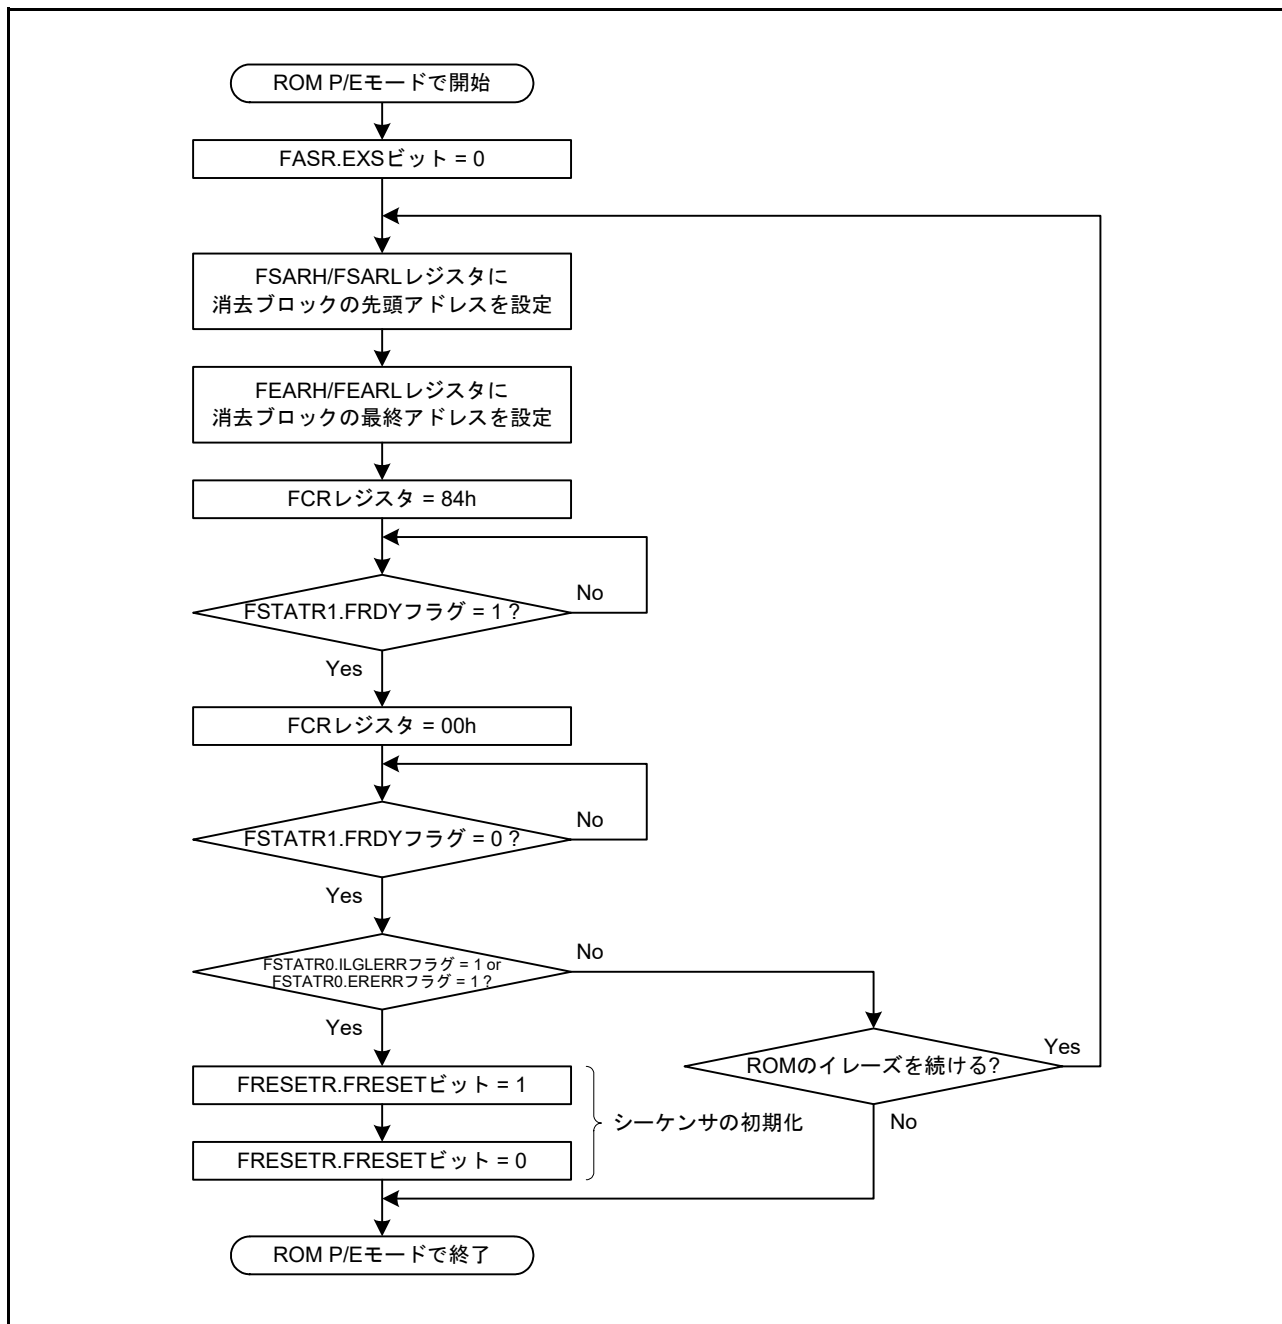 ROM P/Eモードで開始
FASR.EXSビット = 0
FSARH/FSARLレジスタに
消去ブロックの先頭アドレスを設定
FEARH/FEARLレジスタに
消去ブロックの最終アドレスを設定
FCRレジスタ = 84h
FSTATR1.FRDYフラグ = 1 ?
No
Yes
FCRレジスタ = 00h
FSTATR1.FRDYフラグ = 0 ?
No
Yes
FSTATR0.ILGLERRフラグ = 1 or
FSTATR0.ERERRフラグ = 1 ?
No
Yes
ROMのイレーズを続ける?
Yes
No
FRESETR.FRESETビット = 1
シーケンサの初期化
FRESETR.FRESETビット = 0
ROM P/Eモードで終了